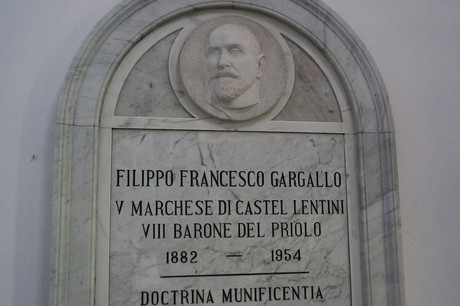 FILIPPO FRANCESCO GARGALLO
V MARCHESE DI CASTEL LENTINI
VIII BARONE DEL PRIOLO
1882 — 1954
DOCTRINA MUNIFICENTIA